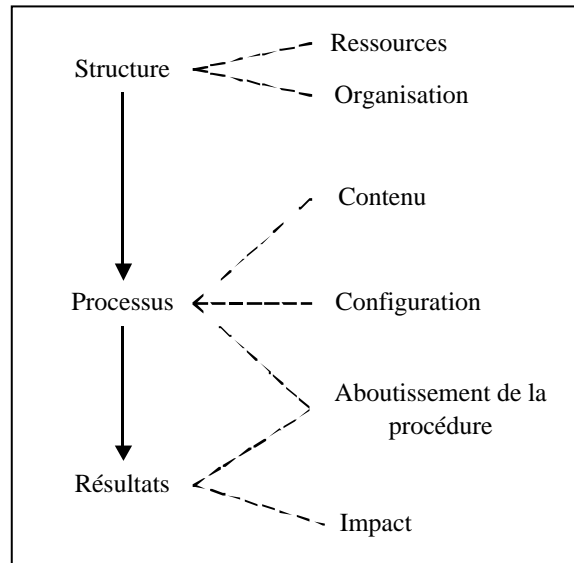 Ressources
Structure
Organisation
Contenu
Processus
Configuration
Aboutissement de la
procédure
Résultats
Impact